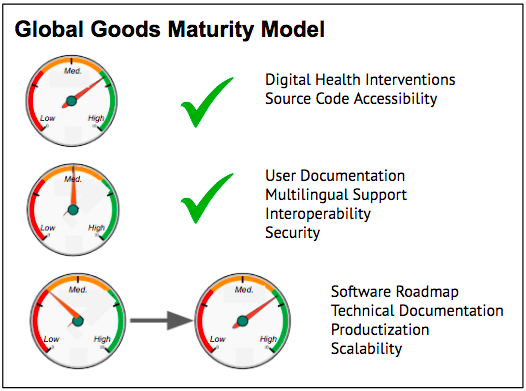 Global Goods Maturity Model
Med.
Low
High
Digital Health Interventions
Source Code Accessibility
Med.
Low
High
User Documentation
Multilingual Support
Interoperability
Security
Med.
Low
High
Med.
Low
High
Software Roadmap
Technical Documentation
Productization
Scalability